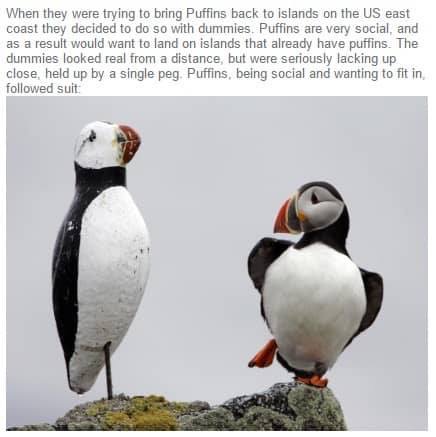 When they were trying to bring Puffins back to islands on the US east
coast they decided to do so with dummies. Puffins are very social, and
as a result would want to land on islands that already have puffins. The
dummies looked real from a distance, but were seriously lacking up
close, held up by a single peg. Puffins, being social and wanting to fit in,
followed suit: